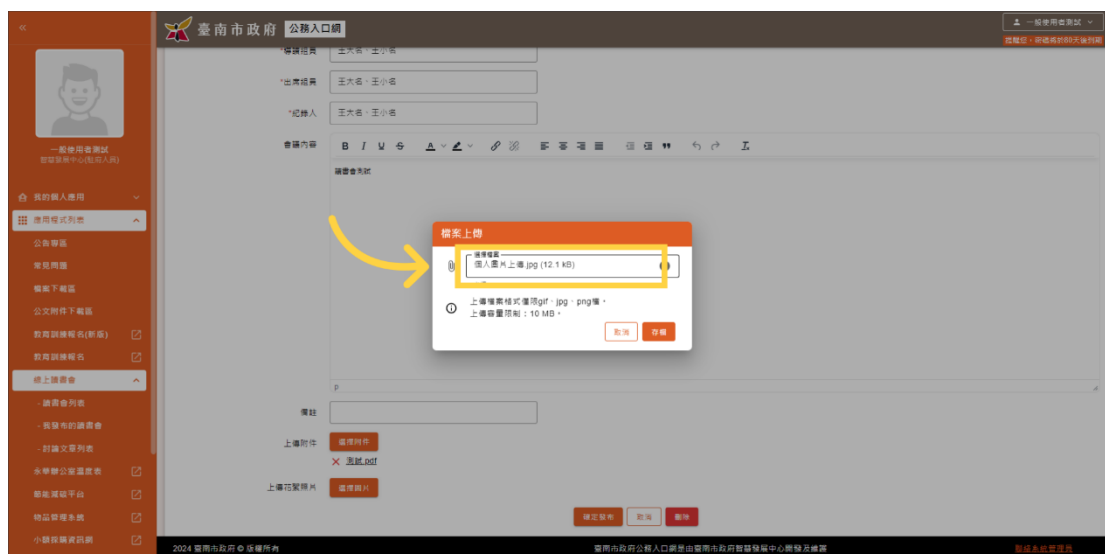 臺南市政府 公務入口網
一般使用者測試
提醒您，密碼將於80天後到期
一般使用者測試
智慧發展中心(駐府人員)
我的個人應用
應用程式列表
公告專區
常見問題
檔案下載區
公文附件下載區
教育訓練報名(新版)
教育訓練報名
線上讀書會
- 讀書會列表
- 我發布的讀書會
- 討論文章列表
永華辦公室溫度表
節能減碳平台
物品管理系統
小額採購資訊網
*導讀組員 王大名、王小名
*出席組員 王大名、王小名
*紀錄人 王大名、王小名
會議內容
讀書會測試
檔案上傳
選擇檔案
個人圖片上傳.jpg (12.1 kB)
上傳檔案格式僅限gif、jpg、png檔。
上傳容量限制：10 MB。
取消 存檔
p
備註
上傳附件 選擇附件
測試.pdf
上傳花絮照片 選擇圖片
確定發布 取消 刪除
2024 臺南市政府 © 版權所有
臺南市政府公務入口網是由臺南市政府智慧發展中心開發及維護
聯絡系統管理員